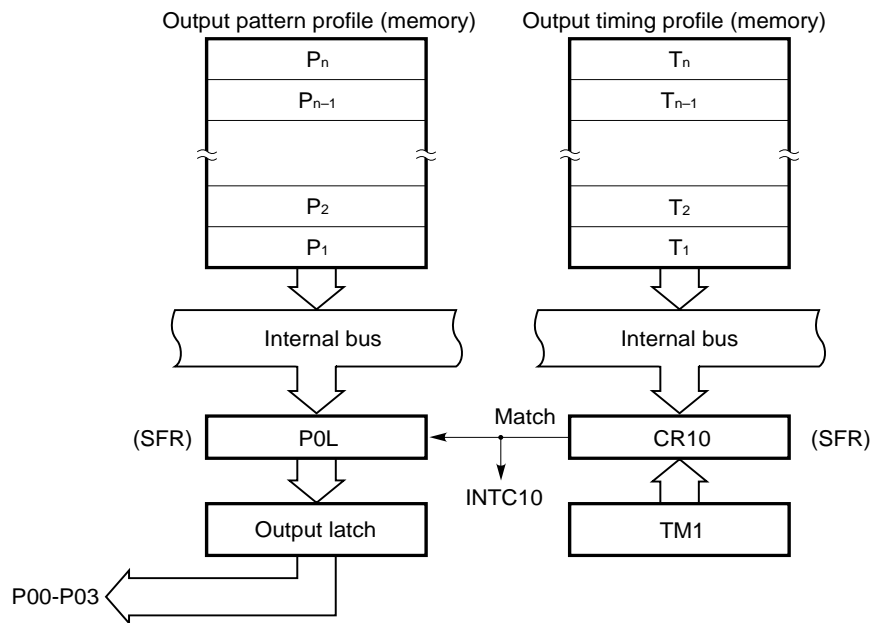 Output pattern profile (memory)
Output timing profile (memory)
Pn
Tn
Pn–1
Tn–1
P2
T2
P1
T1
Internal bus
Internal bus
Match
(SFR)
P0L
CR10
(SFR)
INTC10
Output latch
TM1
P00-P03